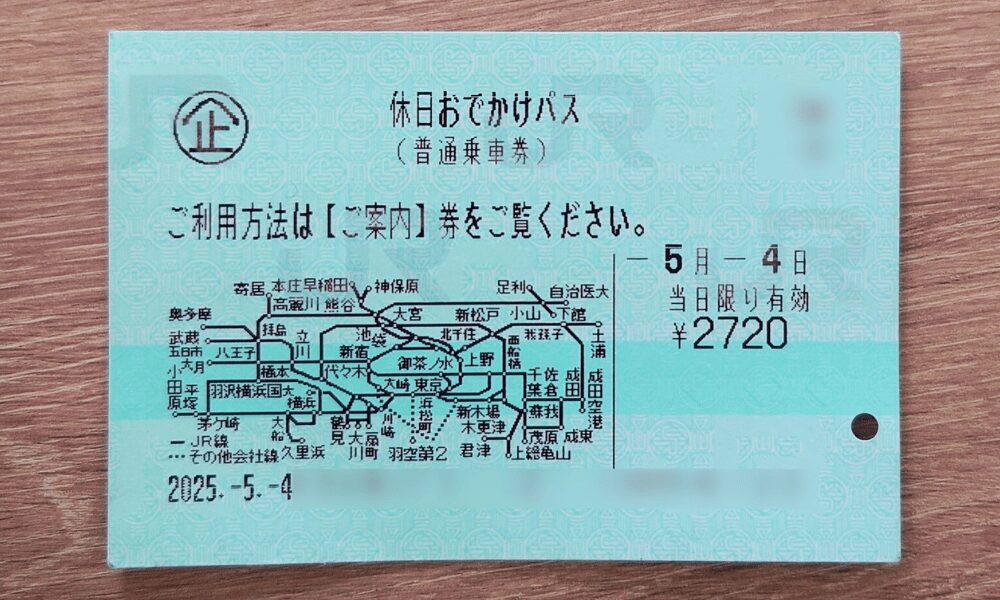 企
休日おでかけパス
(普通乗車券)
ご利用方法は【ご案内】券をご覧ください。
-5月-4日
当日限り有効
¥2720
寄居
本庄早稲田
神保原
足利
自治医大
高麗川
熊谷
奥多摩
大宮
新松戸
小山
下館
武蔵五日市
拝島
立川
池袋
北千住
我孫子
土浦
大月
八王子
新宿
御茶ノ水
上野
西船橋
小田原
平塚
橋本
代々木
千葉
佐倉
成田
成田空港
羽沢横浜国大
横浜
大崎
東京
新木場
蘇我
茅ケ崎
大船
鶴見
大川
扇町
川崎
浜松町
木更津
久里浜
羽空第2
君津
上総亀山
茂原
成東
JR線
その他会社線
2025.-5.-4